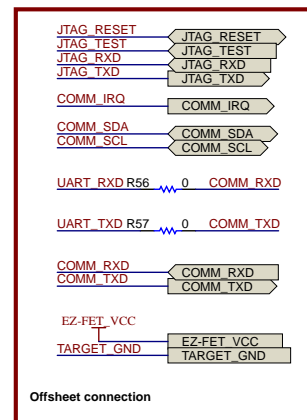 JTAG_RESET JTAG_RESET
JTAG_TEST JTAG_TEST
JTAG_RXD JTAG_RXD
JTAG_TXD JTAG_TXD
COMM_IRQ COMM_IRQ
COMM_SDA COMM_SDA
COMM_SCL COMM_SCL
UART_RXD R56 0 COMM_RXD
UART_TXD R57 0 COMM_TXD
COMM_RXD COMM_RXD
COMM_TXD COMM_TXD
EZ-FET_VCC
EZ-FET_VCC
TARGET_GND TARGET_GND
Offsheet connection